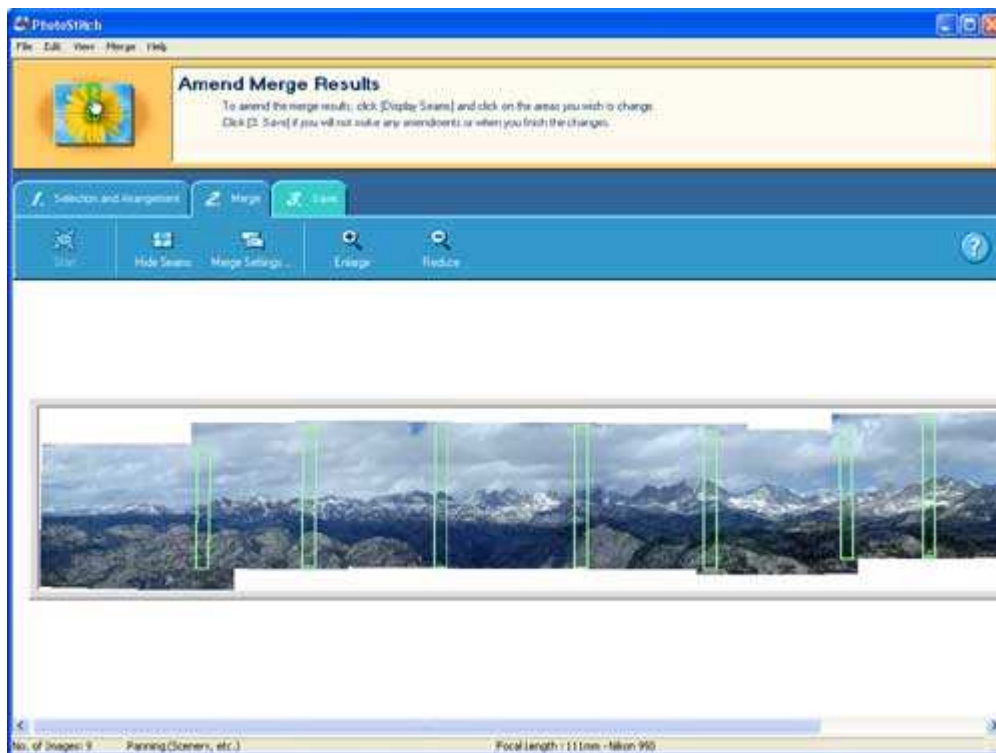 PhotoStitch
File Edit View Merge Help
Amend Merge Results
To amend the merge results, click [Display Seams] and click on the areas you wish to change.
Click [3. Save] if you will not make any amendments or when you finish the changes.
1. Selection and Arrangement 2. Merge 3. Save
Start Hide Seams Merge Settings... Enlarge Reduce
No. of Images: 9 Panning (Scenery, etc.) Focal Length : 111mm - Nikon 950